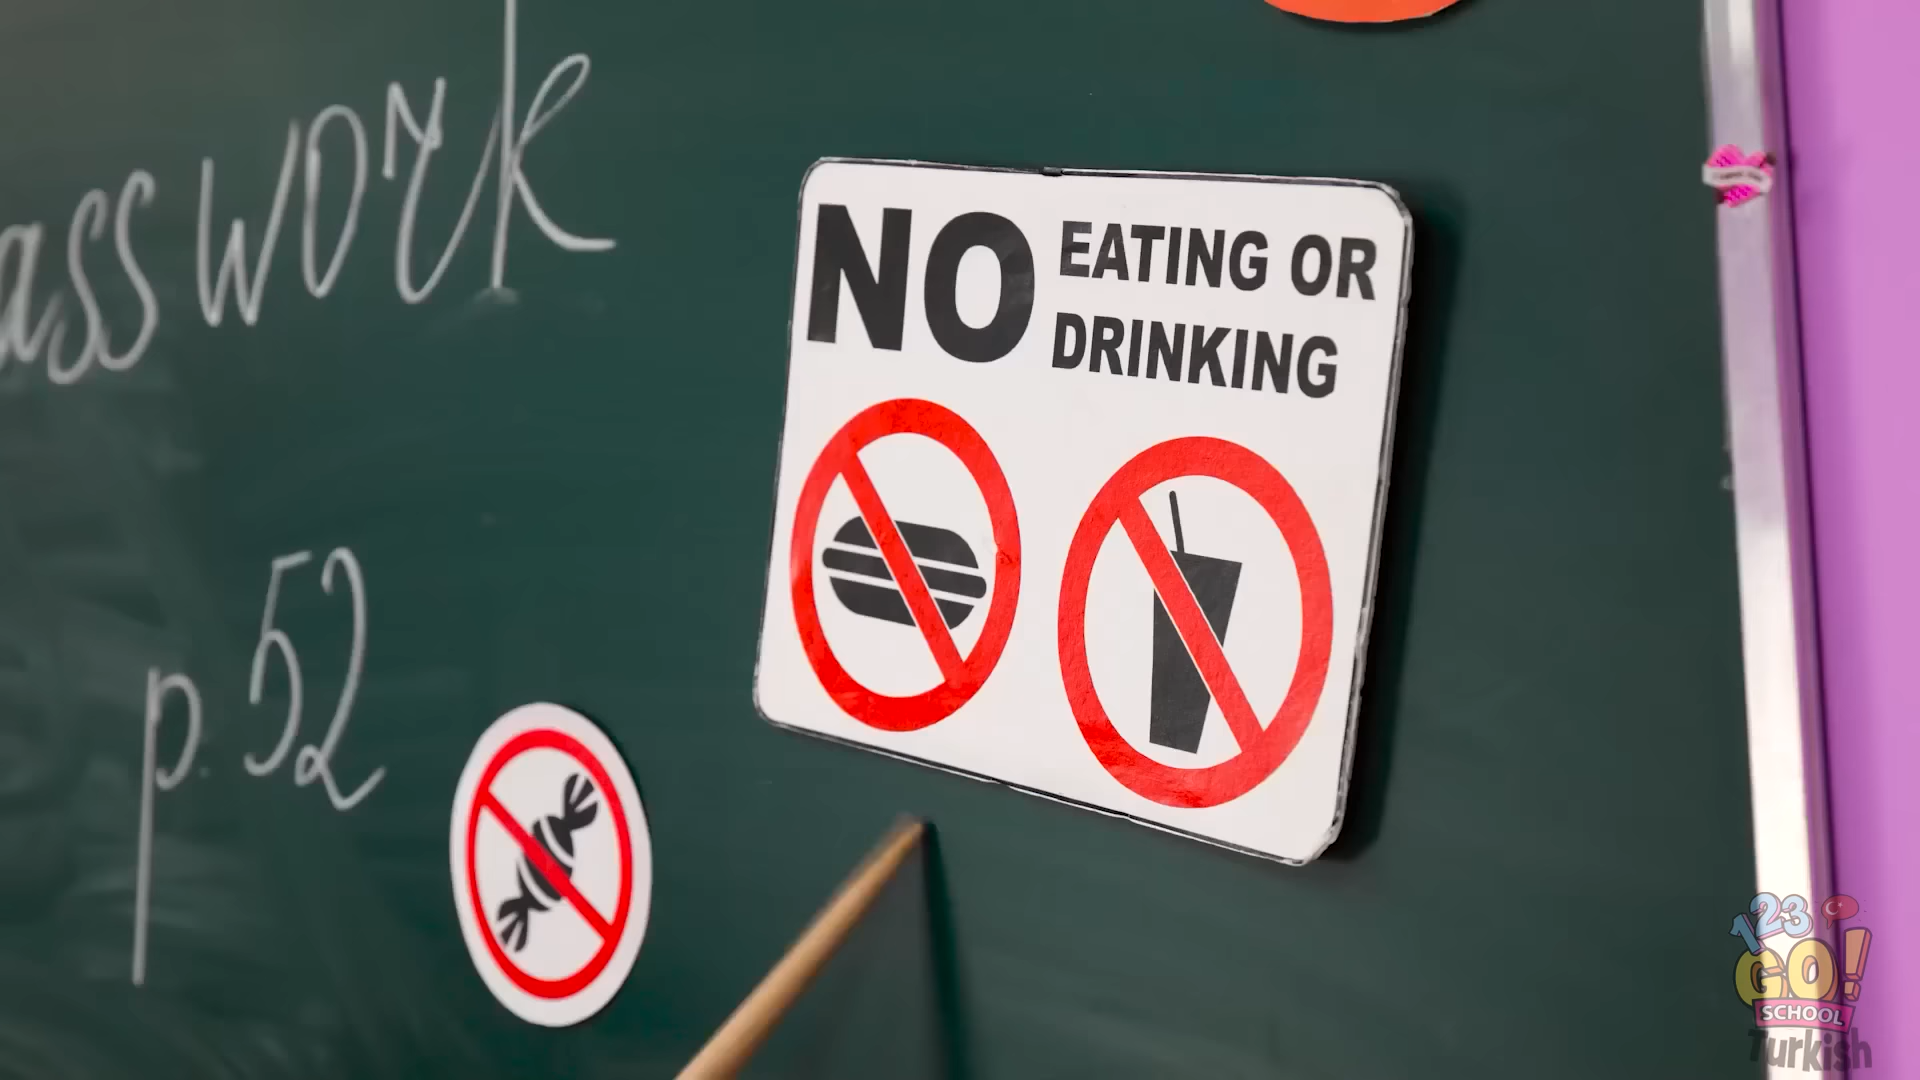 asswork
p. 52
NO EATING OR
DRINKING
123
GO!
SCHOOL
Turkish